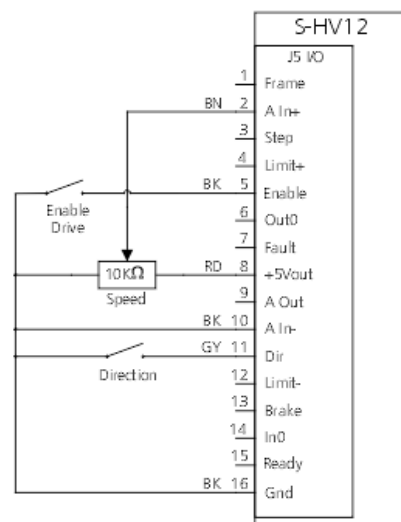 S-HV12
J5 I/O
1 Frame
BN 2 A In+
3 Step
4 Limit+
BK 5 Enable
Enable
Drive
6 Out0
7 Fault
10KΩ RD 8 +5Vout
Speed
9 A Out
BK 10 A In-
GY 11 Dir
Direction
12 Limit-
13 Brake
14 In0
15 Ready
BK 16 Gnd